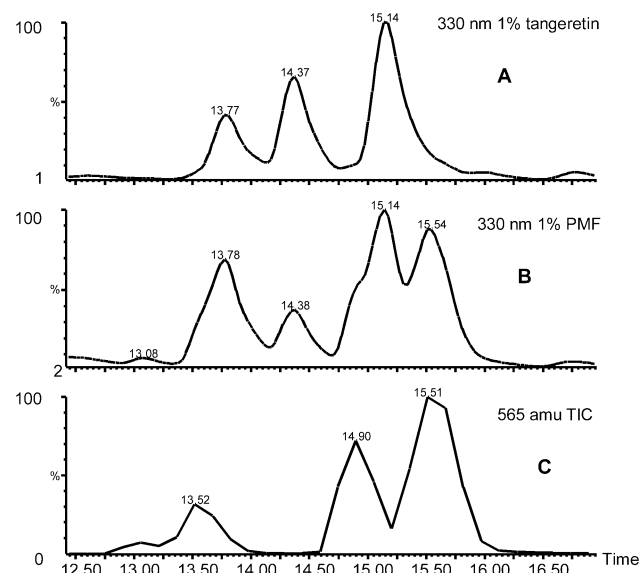 100
15.14
330 nm 1% tangeretin
A
14.37
%
13.77
1
100
15.14
330 nm 1% PMF
15.54
B
13.78
%
14.38
13.08
2
100
15.51
565 amu TIC
14.90
C
%
13.52
0
Time
12.50 13.00 13.50 14.00 14.50 15.00 15.50 16.00 16.50